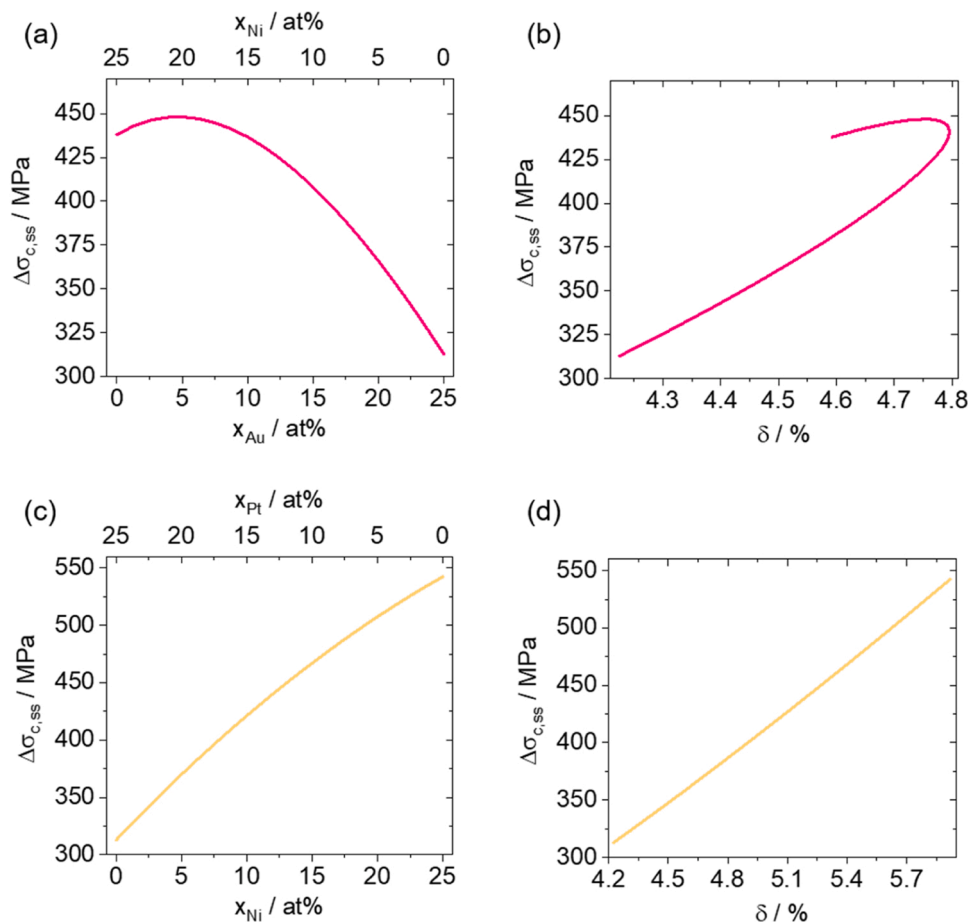 (a)
x_Ni / at%
25 20 15 10 5 0
450
425
400
375
350
325
300
Δσ_c,ss / MPa
0 5 10 15 20 25
x_Au / at%
(b)
450
425
400
375
350
325
300
Δσ_c,ss / MPa
4.3 4.4 4.5 4.6 4.7 4.8
δ / %
(c)
x_Pt / at%
25 20 15 10 5 0
550
500
450
400
350
300
Δσ_c,ss / MPa
0 5 10 15 20 25
x_Ni / at%
(d)
550
500
450
400
350
300
Δσ_c,ss / MPa
4.2 4.5 4.8 5.1 5.4 5.7
δ / %